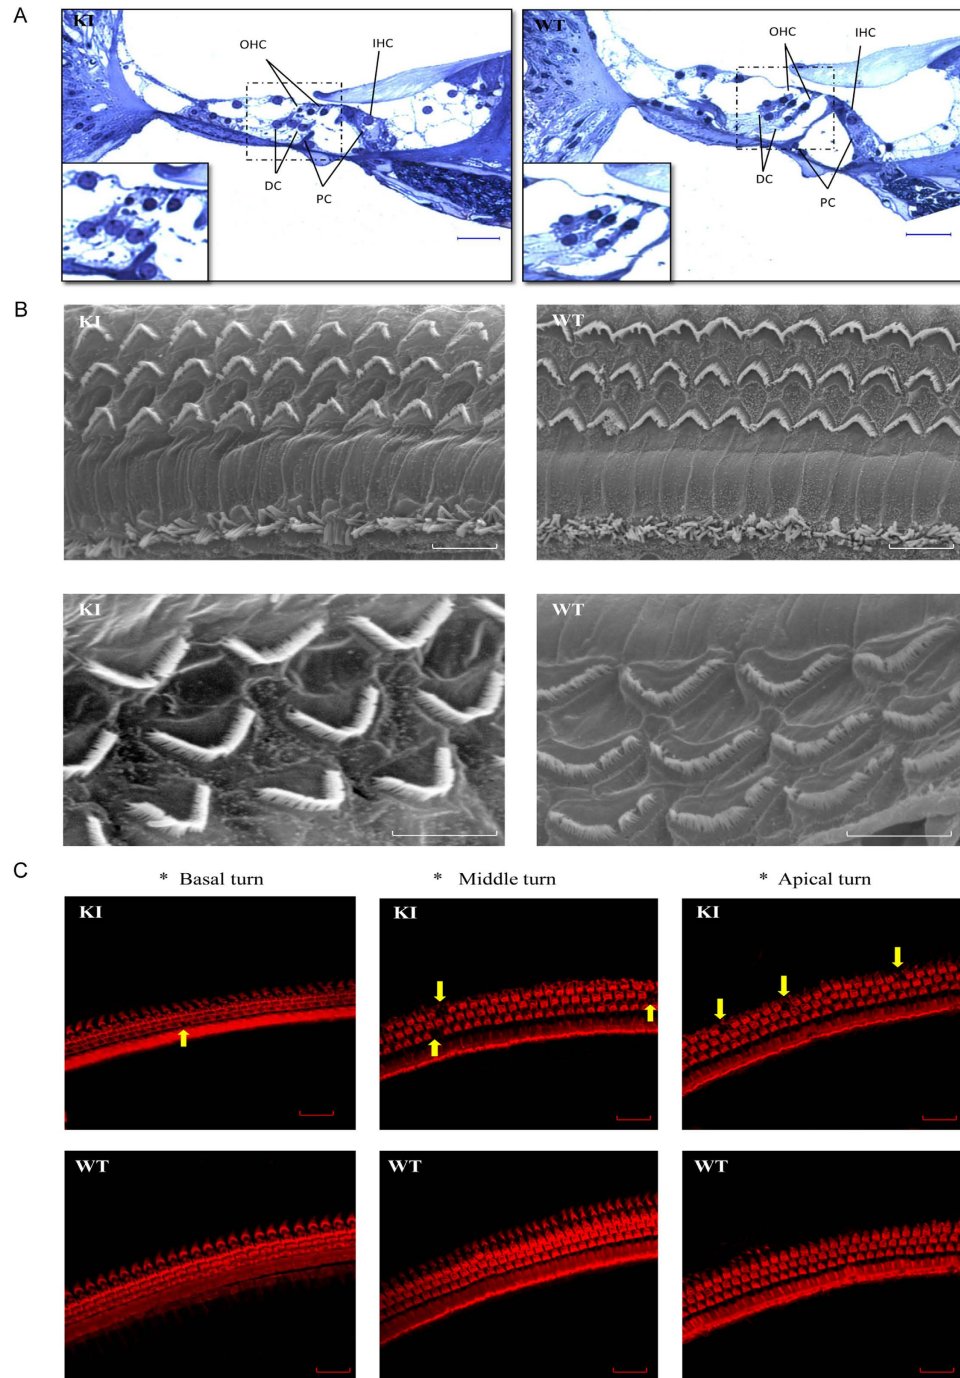 A
KI
OHC
IHC
DC
PC
WT
OHC
IHC
DC
PC
B
KI
WT
KI
WT
C
* Basal turn
* Middle turn
* Apical turn
KI
KI
KI
WT
WT
WT